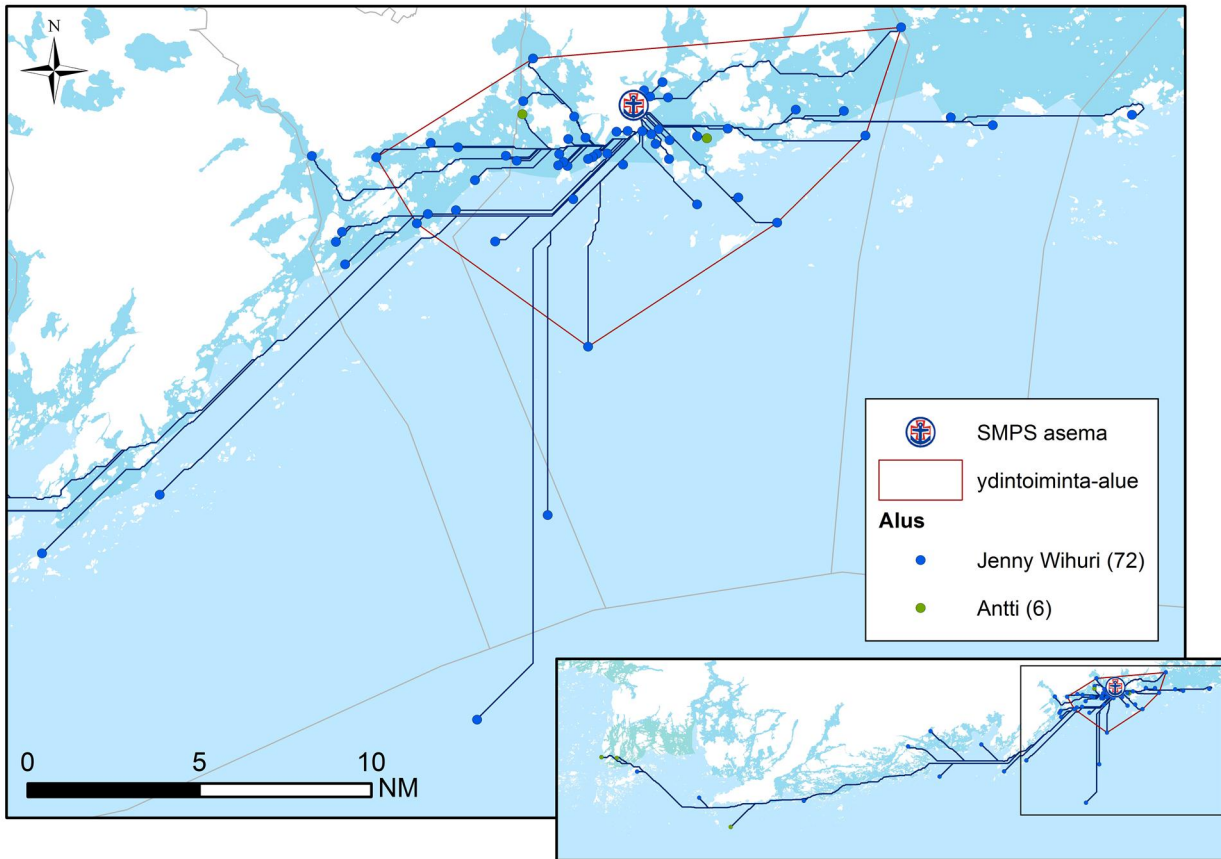 N
SMPS asema
ydintoiminta-alue
Alus
Jenny Wihuri (72)
Antti (6)
0 5 10
NM